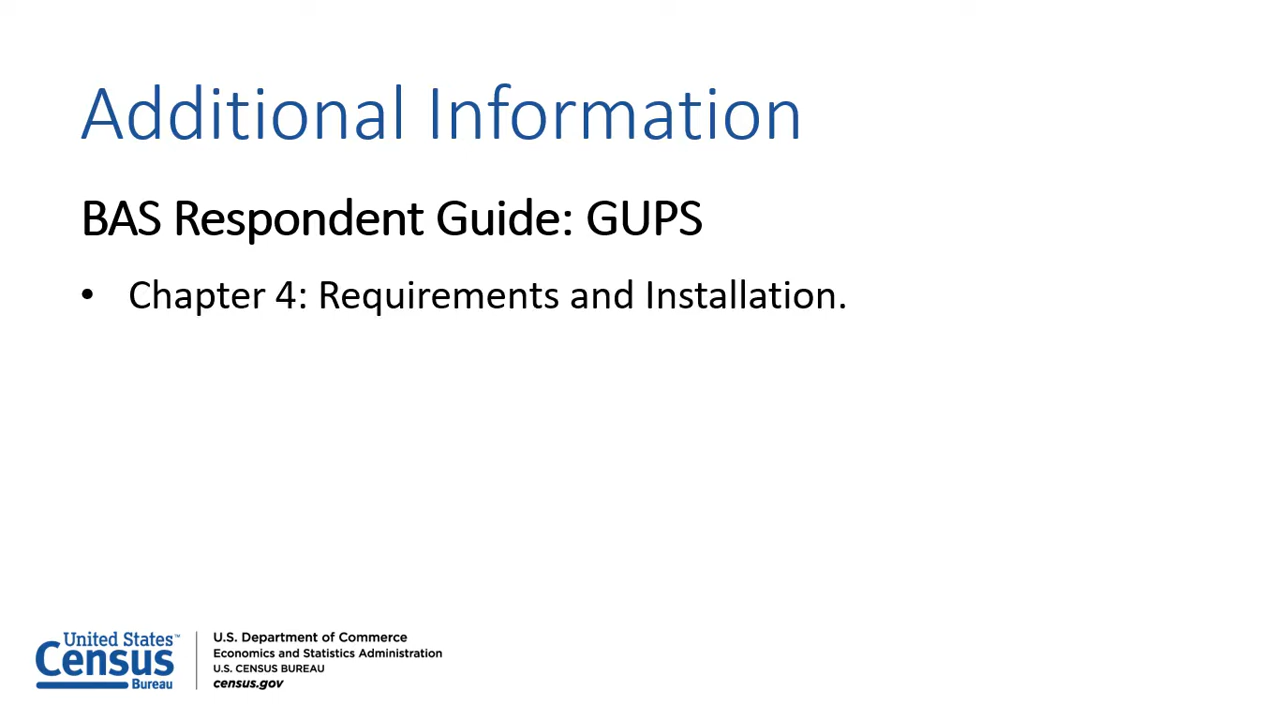 Additional Information
BAS Respondent Guide: GUPS
• Chapter 4: Requirements and Installation.
United States™
Census
Bureau
U.S. Department of Commerce
Economics and Statistics Administration
U.S. CENSUS BUREAU
census.gov